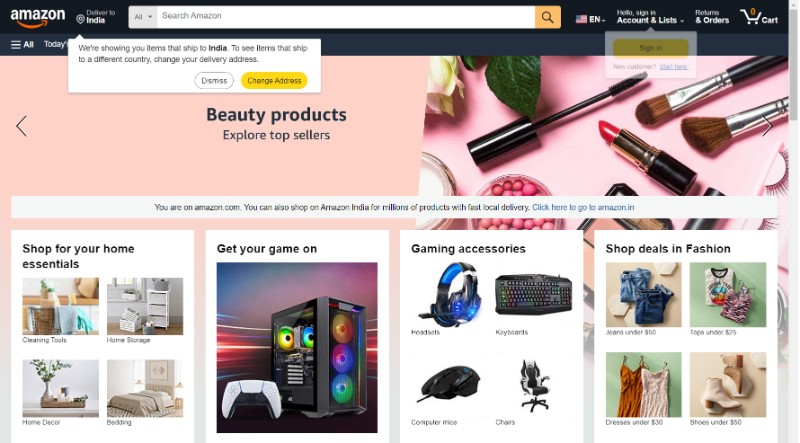 amazon
Deliver to
India
All
Search Amazon
EN
Hello, sign in
Account & Lists
Returns
& Orders
0
Cart
All
Today's
We're showing you items that ship to India. To see items that ship
to a different country, change your delivery address.
Dismiss
Change Address
Sign in
New customer? Start here.
Beauty products
Explore top sellers
You are on amazon.com. You can also shop on Amazon India for millions of products with fast local delivery. Click here to go to amazon.in
Shop for your home
essentials
Cleaning Tools
Home Storage
Home Decor
Bedding
Get your game on
Gaming accessories
Headsets
Keyboards
Computer mice
Chairs
Shop deals in Fashion
Jeans under $50
Tops under $25
Dresses under $30
Shoes under $50